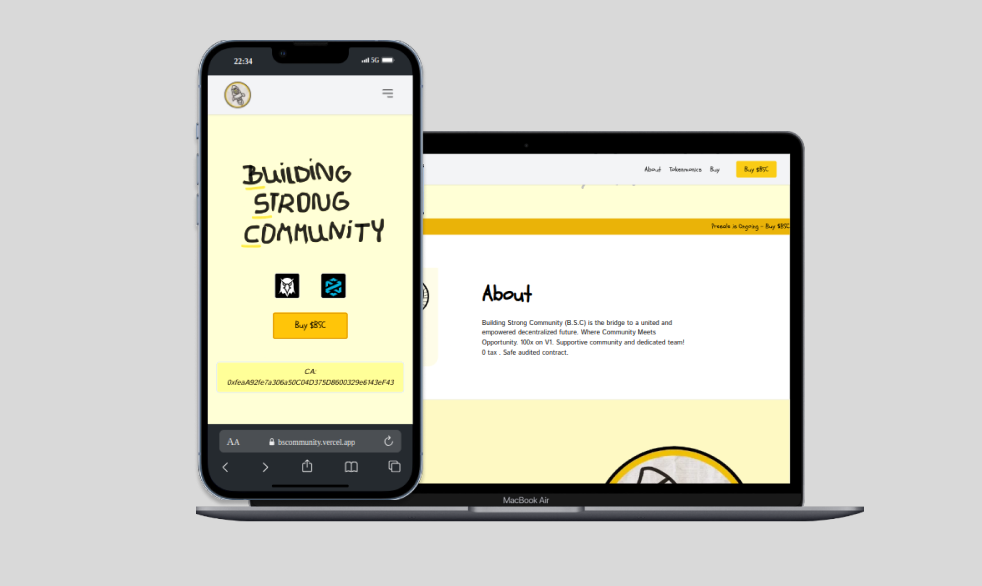 22:34
5G
BUiLDiNG
STRONG
COMMUNiTY
Buy $BSC
CA:
0xfeaA92fe7a306a50C04D375DB600329e6143eF43
AA
bscommunity.vercel.app
About Tokenomics Buy Buy $BSC
Presale is Ongoing - Buy $BSC
About
Building Strong Community (B.S.C) is the bridge to a united and
empowered decentralized future. Where Community Meets
Opportunity. 100x on V1. Supportive community and dedicated team!
0 tax . Safe audited contract.
MacBook Air